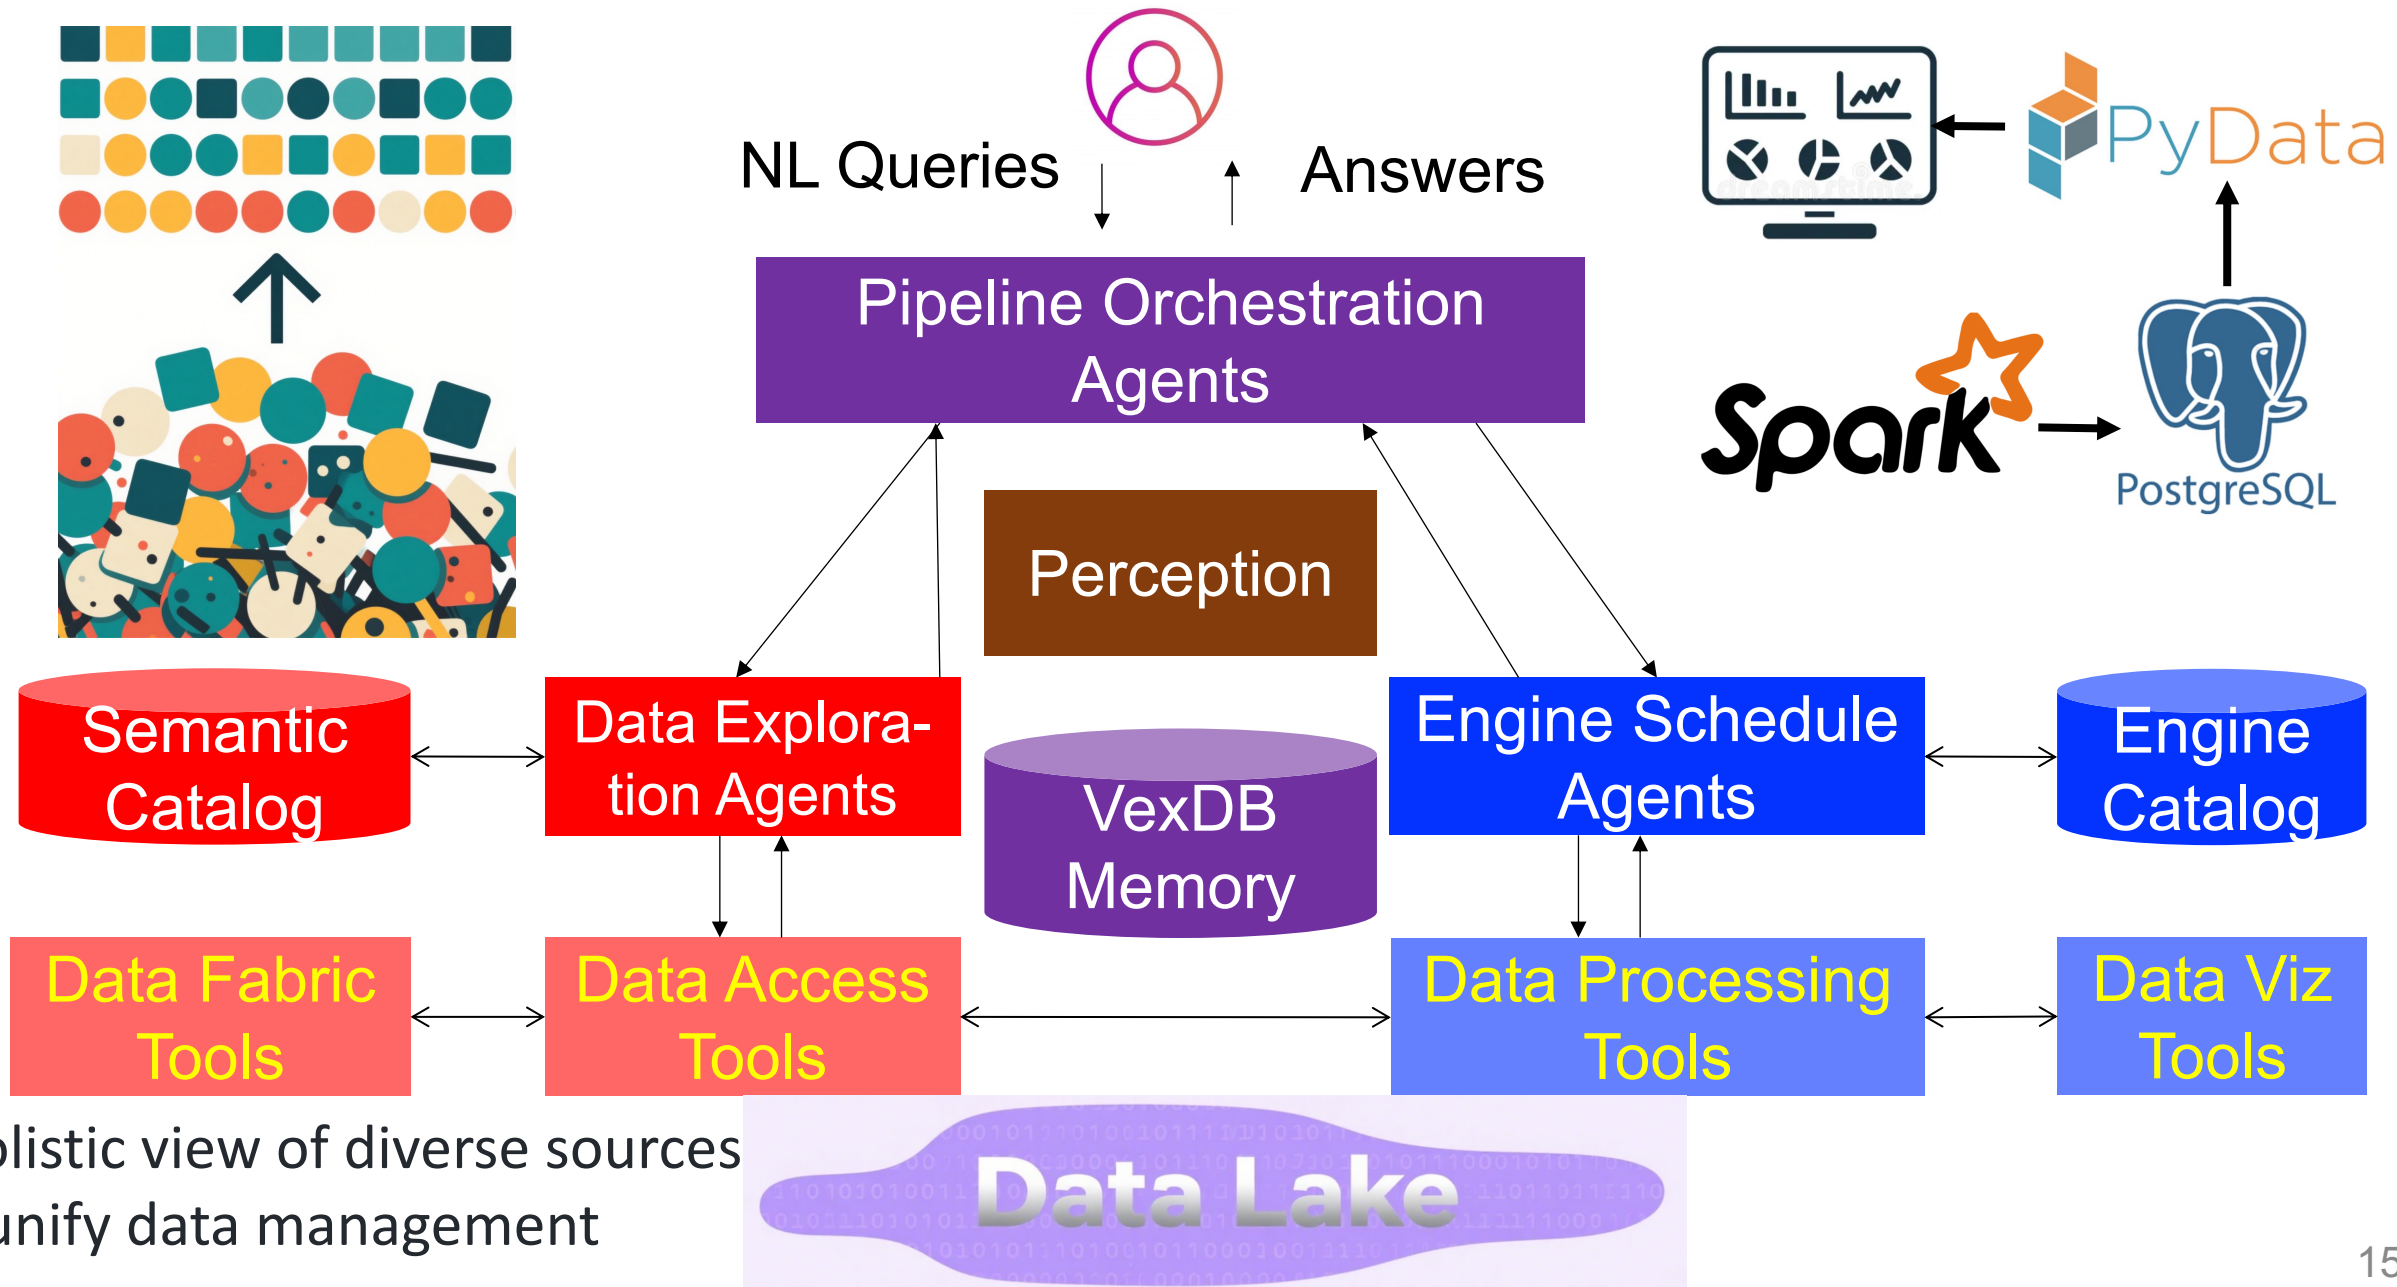 NL Queries
Answers
PyData
Pipeline Orchestration
Agents
Spark
PostgreSQL
Perception
Semantic
Catalog
Data Explora-
tion Agents
VexDB
Memory
Engine Schedule
Agents
Engine
Catalog
Data Fabric
Tools
Data Access
Tools
Data Processing
Tools
Data Viz
Tools
olistic view of diverse sources
unify data management
Data Lake
15